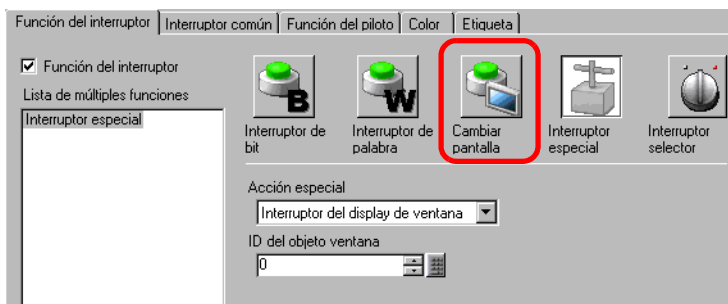 Función del interruptor Interruptor común Función del piloto Color Etiqueta
Función del interruptor
Lista de múltiples funciones
Interruptor especial
B W
Interruptor de bit
Interruptor de palabra
Cambiar pantalla
Interruptor especial
Interruptor selector
Acción especial
Interruptor del display de ventana
ID del objeto ventana
0